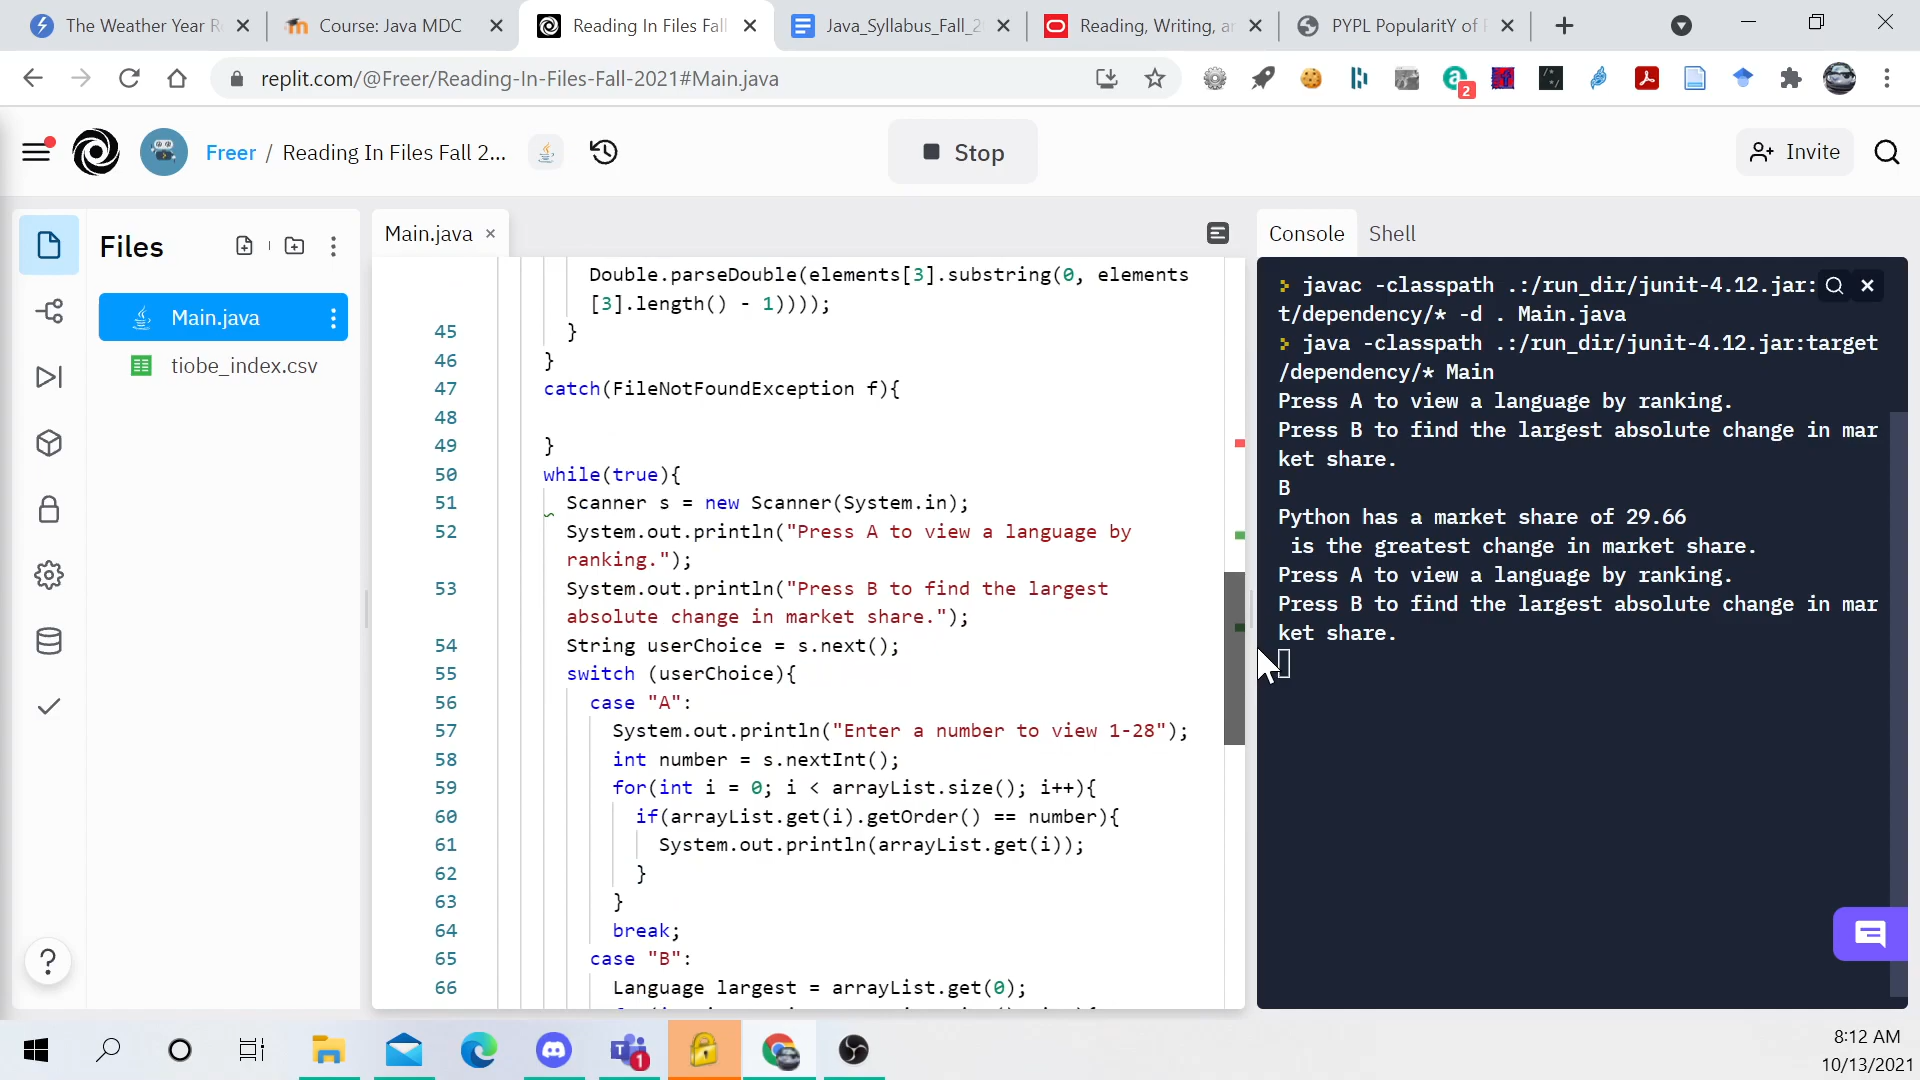 The Weather Year R
Course: Java MDC
Reading In Files Fall
Java_Syllabus_Fall_2
Reading, Writing, a
PYPL PopularitY of
replit.com/@Freer/Reading-In-Files-Fall-2021#Main.java
2
Freer / Reading In Files Fall 2...
Stop
Invite
Files
Main.java
tiobe_index.csv
Main.java
Double.parseDouble(elements[3].substring(0, elements
[3].length() - 1))));
45 }
46 }
47 catch(FileNotFoundException f){
48
49 }
50 while(true){
51 Scanner s = new Scanner(System.in);
52 System.out.println("Press A to view a language by
ranking.");
53 System.out.println("Press B to find the largest
absolute change in market share.");
54 String userChoice = s.next();
55 switch (userChoice){
56 case "A":
57 System.out.println("Enter a number to view 1-28");
58 int number = s.nextInt();
59 for(int i = 0; i < arrayList.size(); i++){
60 if(arrayList.get(i).getOrder() == number){
61 System.out.println(arrayList.get(i));
62 }
63 }
64 break;
65 case "B":
66 Language largest = arrayList.get(0);
Console Shell
javac -classpath .:/run_dir/junit-4.12.jar:
t/dependency/* -d . Main.java
java -classpath .:/run_dir/junit-4.12.jar:target
/dependency/* Main
Press A to view a language by ranking.
Press B to find the largest absolute change in mar
ket share.
B
Python has a market share of 29.66
is the greatest change in market share.
Press A to view a language by ranking.
Press B to find the largest absolute change in mar
ket share.
1
8:12 AM
10/13/2021